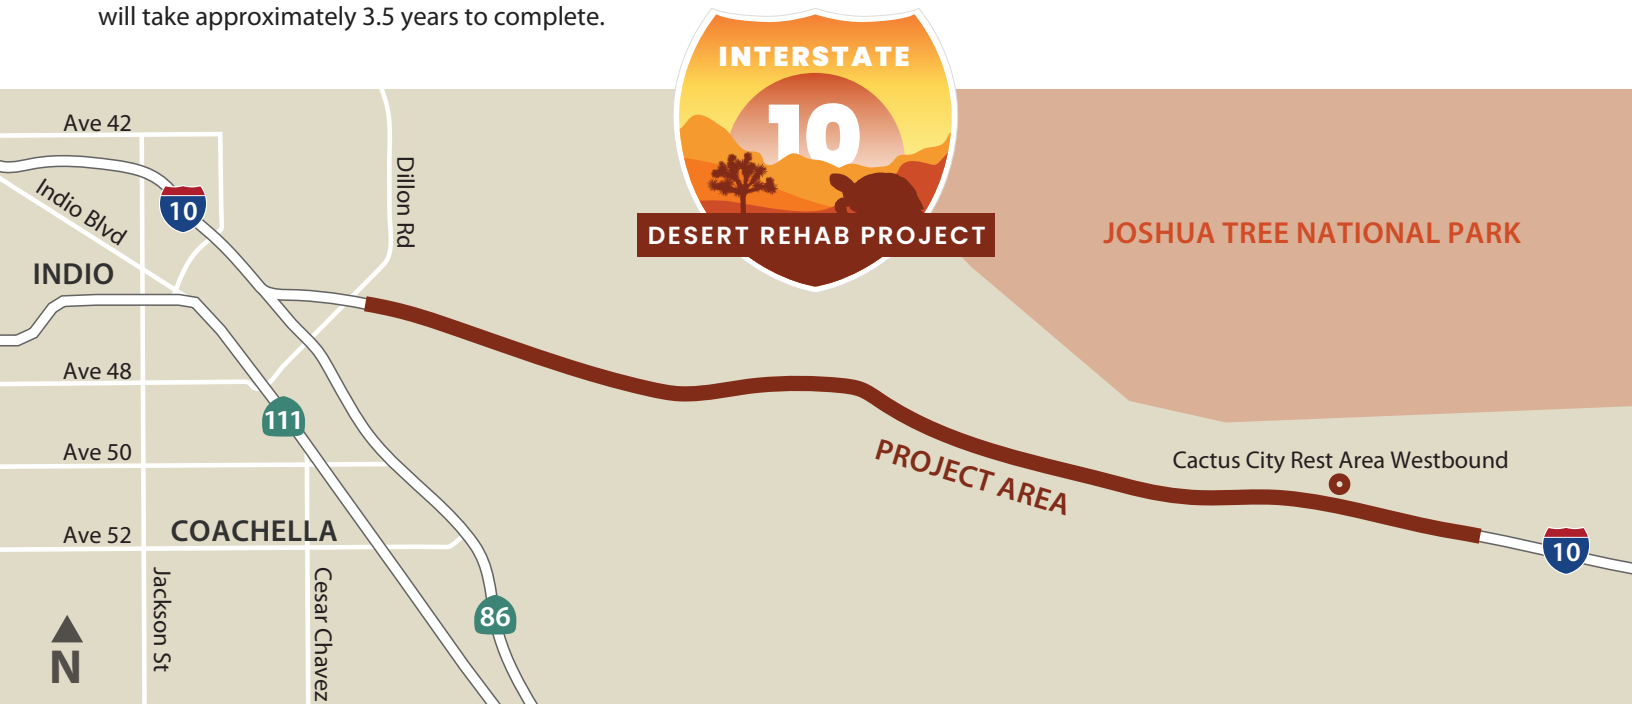 will take approximately 3.5 years to complete.
INTERSTATE
10
DESERT REHAB PROJECT
Ave 42
Indio Blvd
10
Dillon Rd
INDIO
JOSHUA TREE NATIONAL PARK
Ave 48
111
Ave 50
PROJECT AREA
Cactus City Rest Area Westbound
Ave 52
COACHELLA
10
Jackson St
Cesar Chavez
86
N